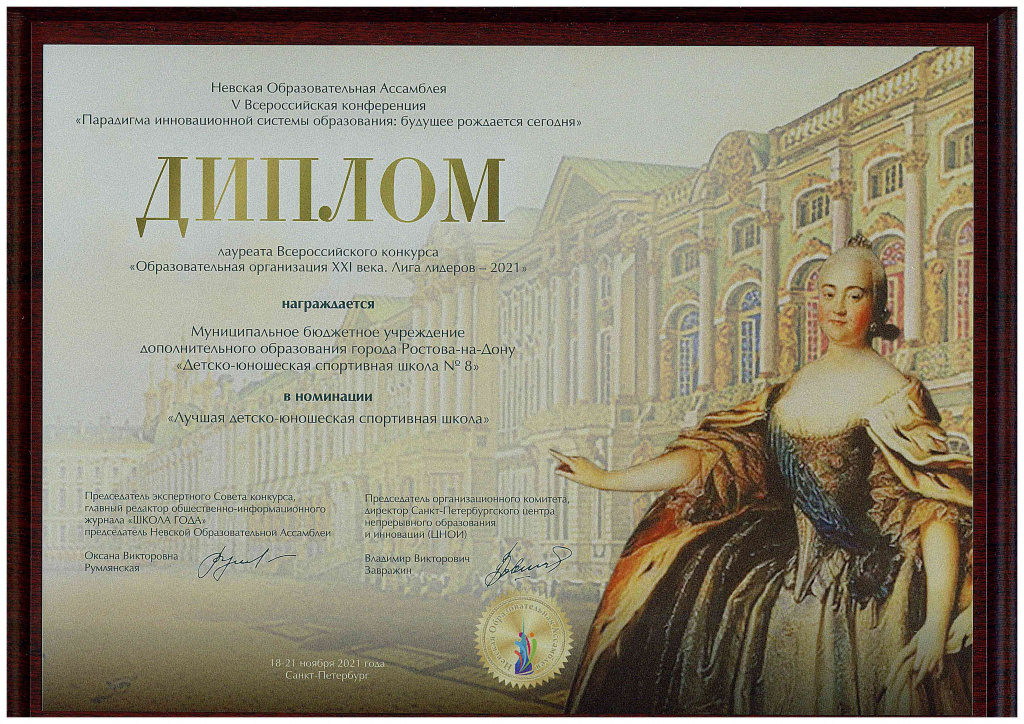 Невская Образовательная Ассамблея
V Всероссийская конференция
«Парадигма инновационной системы образования: будущее рождается сегодня»
ДИПЛОМ
лауреата Всероссийского конкурса
«Образовательная организация XXI века. Лига лидеров – 2021»
награждается
Муниципальное бюджетное учреждение
дополнительного образования города Ростова-на-Дону
«Детско-юношеская спортивная школа № 8»
в номинации
«Лучшая детско-юношеская спортивная школа»
Председатель экспертного Совета конкурса,
главный редактор общественно-информационного
журнала «ШКОЛА ГОДА»
председатель Невской Образовательной Ассамблеи
Оксана Викторовна
Румлянская
Председатель организационного комитета,
директор Санкт-Петербургского центра
непрерывного образования
и инноваций (ЦНОИ)
Владимир Викторович
Завражин
Невская Образовательная Ассамблея
18-21 ноября 2021 года
Санкт-Петербург